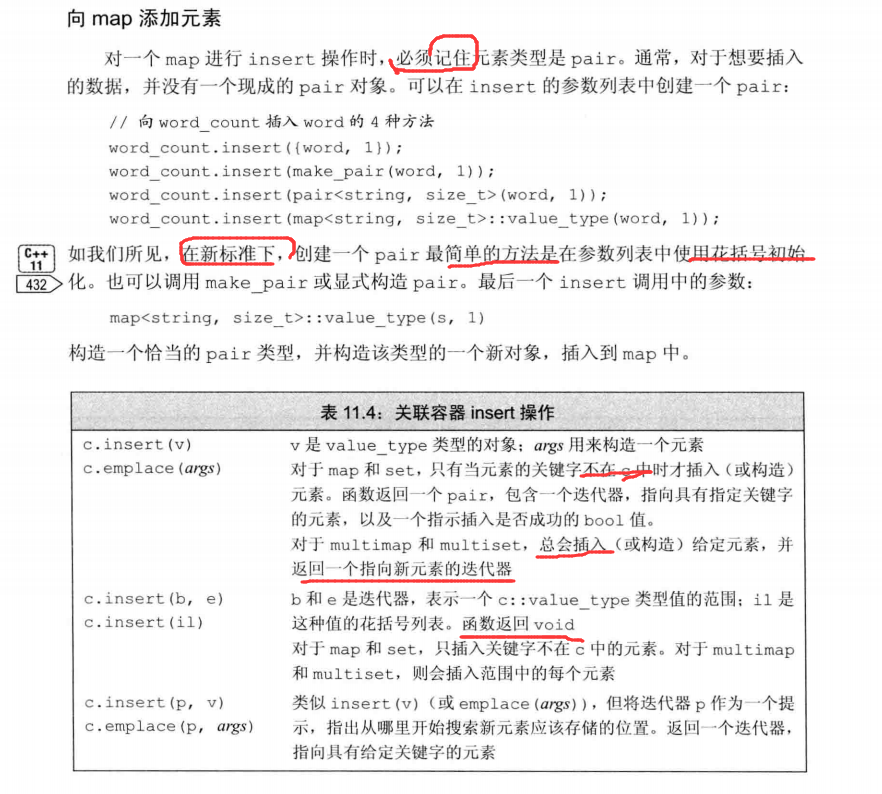 向 map 添加元素
对一个 map 进行 insert 操作时，必须记住元素类型是 pair。通常，对于想要插入
的数据，并没有一个现成的 pair 对象。可以在 insert 的参数列表中创建一个 pair：
// 向 word_count 插入 word 的 4 种方法
word_count.insert({word, 1});
word_count.insert(make_pair(word, 1));
word_count.insert(pair<string, size_t>(word, 1));
word_count.insert(map<string, size_t>::value_type(word, 1));
C++
11
如我们所见，在新标准下，创建一个 pair 最简单的方法是在参数列表中使用花括号初始
432
化。也可以调用 make_pair 或显式构造 pair。最后一个 insert 调用中的参数：
map<string, size_t>::value_type(s, 1)
构造一个恰当的 pair 类型，并构造该类型的一个新对象，插入到 map 中。
表 11.4：关联容器 insert 操作
c.insert(v) v 是 value_type 类型的对象；args 用来构造一个元素
c.emplace(args) 对于 map 和 set，只有当元素的关键字不在 c 中时才插入（或构造）
元素。函数返回一个 pair，包含一个迭代器，指向具有指定关键字
的元素，以及一个指示插入是否成功的 bool 值。
对于 multimap 和 multiset，总会插入（或构造）给定元素，并
返回一个指向新元素的迭代器
c.insert(b, e) b 和 e 是迭代器，表示一个 c::value_type 类型值的范围；il 是
c.insert(il) 这种值的花括号列表。函数返回 void
对于 map 和 set，只插入关键字不在 c 中的元素。对于 multimap
和 multiset，则会插入范围中的每个元素
c.insert(p, v) 类似 insert(v)（或 emplace(args)），但将迭代器 p 作为一个提
c.emplace(p, args) 示，指出从哪里开始搜索新元素应该存储的位置。返回一个迭代器，
指向具有给定关键字的元素